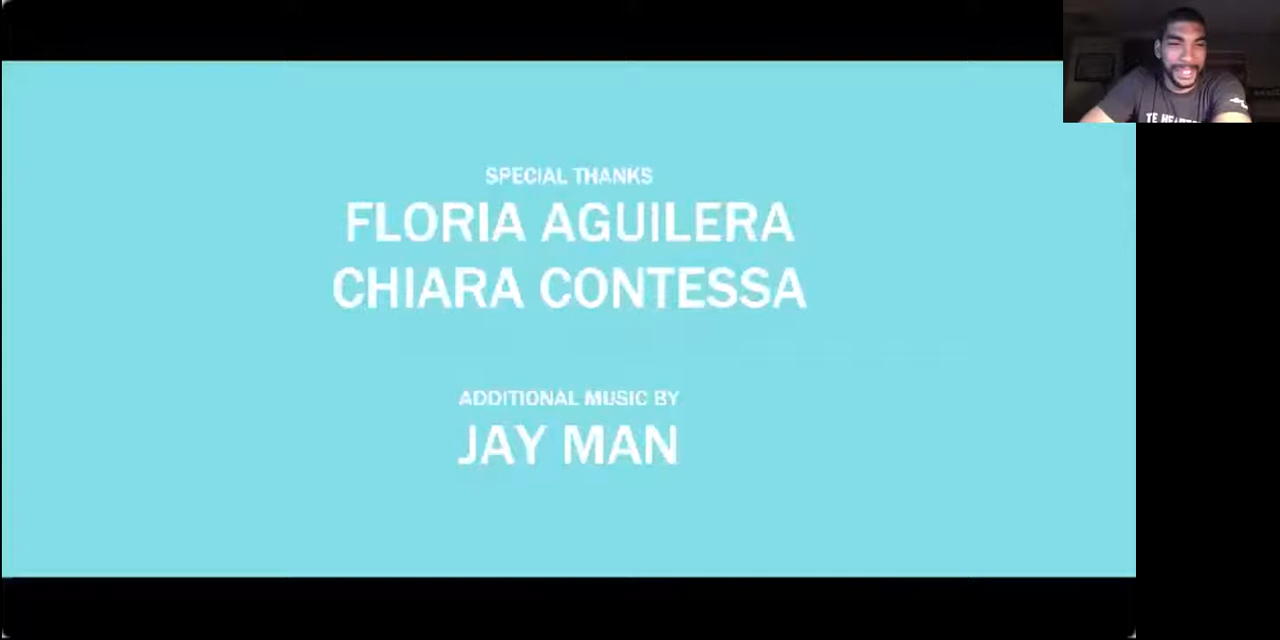 SPECIAL THANKS
FLORIA AGUILERA
CHIARA CONTESSA
ADDITIONAL MUSIC BY
JAY MAN